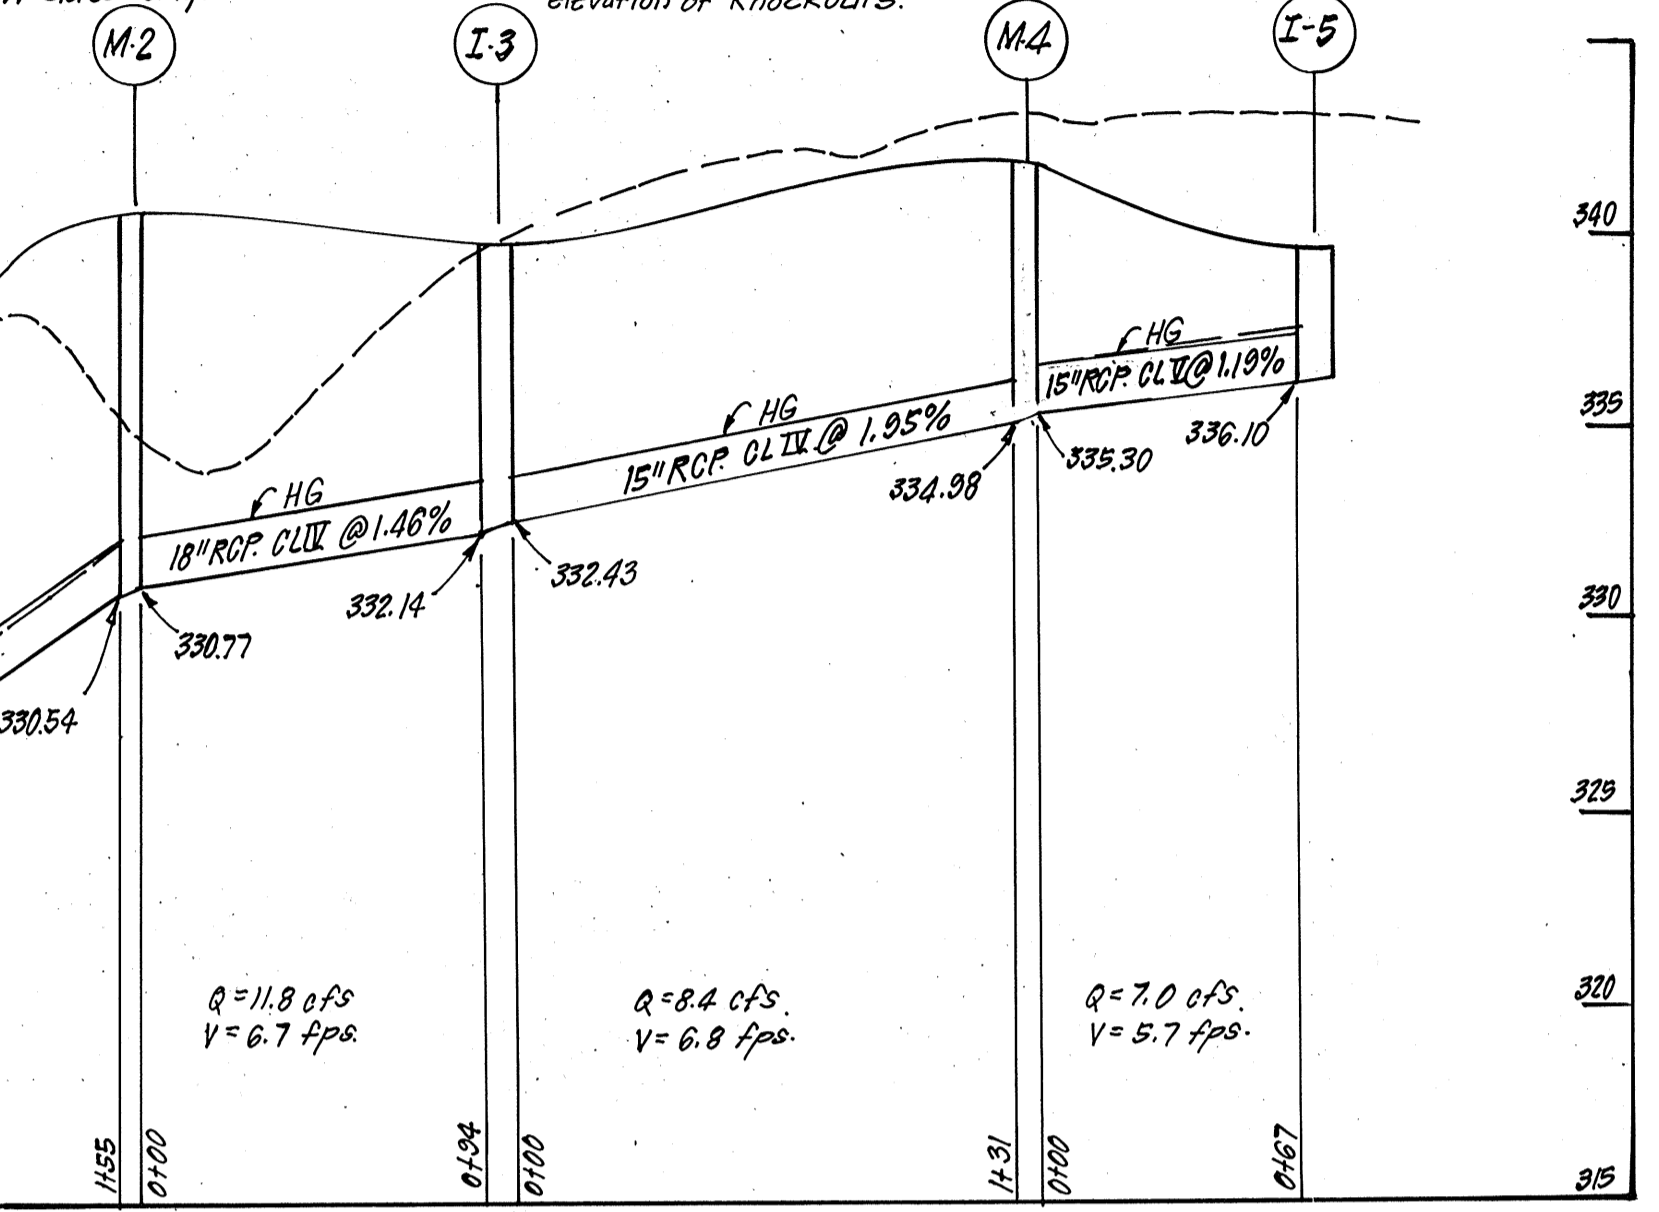 elevation of knockouts.
M-2
I-3
M-4
I-5
340
HG
15" RCP. CL V @ 1.19%
335
HG
15" RCP. CL IV @ 1.95%
336.10
335.30
334.98
HG
18" RCP. CL IV @ 1.46%
332.43
332.14
330
330.77
330.54
325
Q = 11.8 cfs
V = 6.7 fps.
Q = 8.4 cfs.
V = 6.8 fps.
Q = 7.0 cfs.
V = 5.7 fps.
320
1+55
0+00
0+94
0+00
1+31
0+00
0+67
315